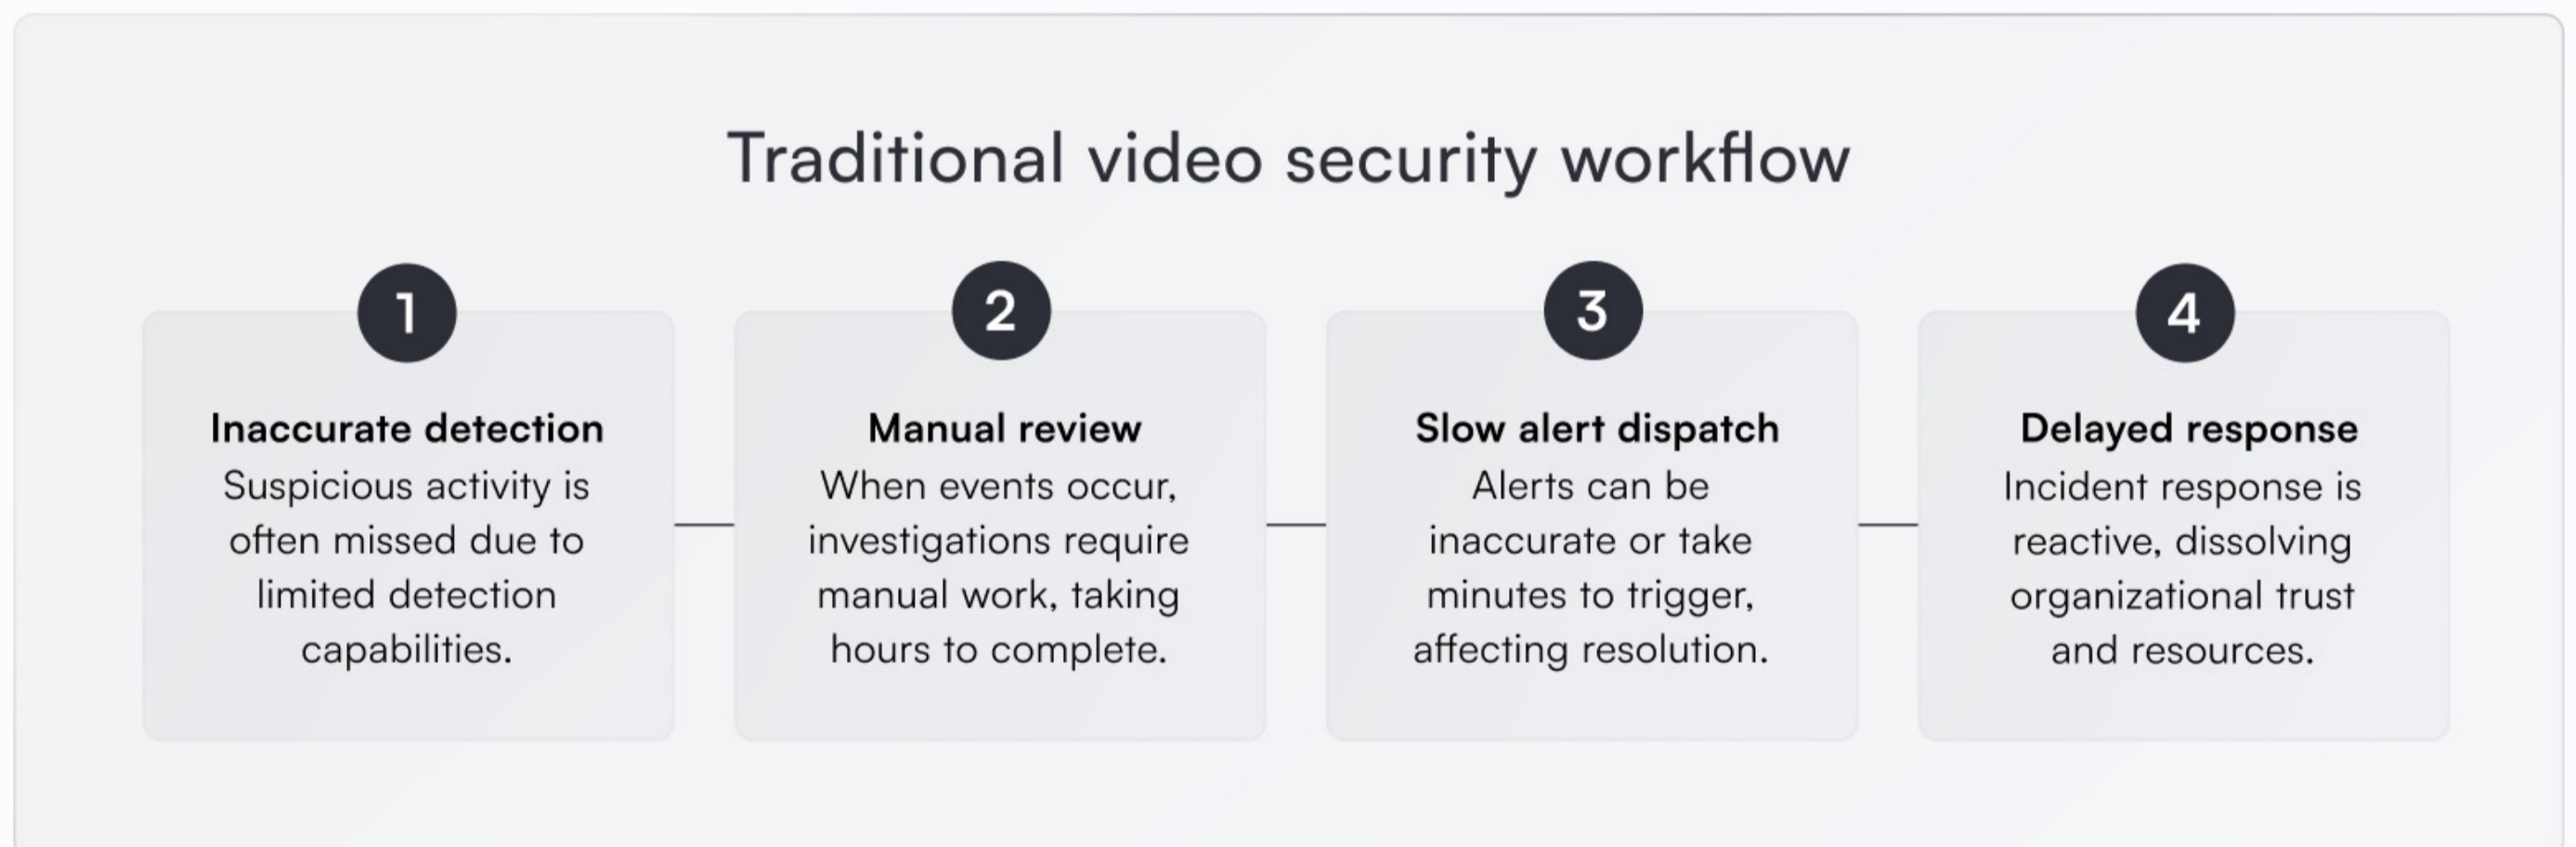 Traditional video security workflow
1
Inaccurate detection
Suspicious activity is
often missed due to
limited detection
capabilities.
2
Manual review
When events occur,
investigations require
manual work, taking
hours to complete.
3
Slow alert dispatch
Alerts can be
inaccurate or take
minutes to trigger,
affecting resolution.
4
Delayed response
Incident response is
reactive, dissolving
organizational trust
and resources.